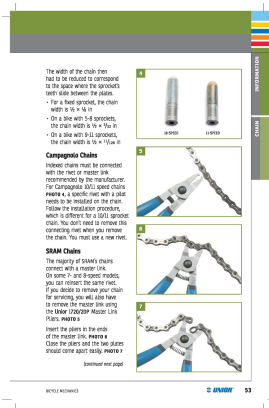 The width of the chain then
had to be reduced to correspond
to the space where the sprocket's
teeth slide between the plates.
• For a fixed sprocket, the chain
width is ½ × ⅛ in
• On a bike with 5-8 sprockets,
the chain width is ½ × 3/32 in
• On a bike with 9-11 sprockets,
the chain width is ½ × 11/128 in
Campagnolo Chains
Indexed chains must be connected
with the rivet or master link
recommended by the manufacturer.
For Campagnolo 10/11 speed chains
PHOTO 4, a specific rivet with a pilot
needs to be installed on the chain.
Follow the installation procedure,
which is different for a 10/11 sprocket
chain. You don't need to remove this
connecting rivet when you remove
the chain. You must use a new rivet.
SRAM Chains
The majority of SRAM's chains
connect with a master link.
On some 7- and 8-speed models,
you can reinsert the same rivet.
If you decide to remove your chain
for servicing, you will also have
to remove the master link using
the Unior 1720/2DP Master Link
Pliers. PHOTO 5
Insert the pliers in the ends
of the master link. PHOTO 6
Close the pliers and the two plates
should come apart easily. PHOTO 7
(continued next page)
4
10-SPEED
11-SPEED
5
6
7
INFORMATION
CHAIN
BICYCLE MECHANICS
UNIOR
53